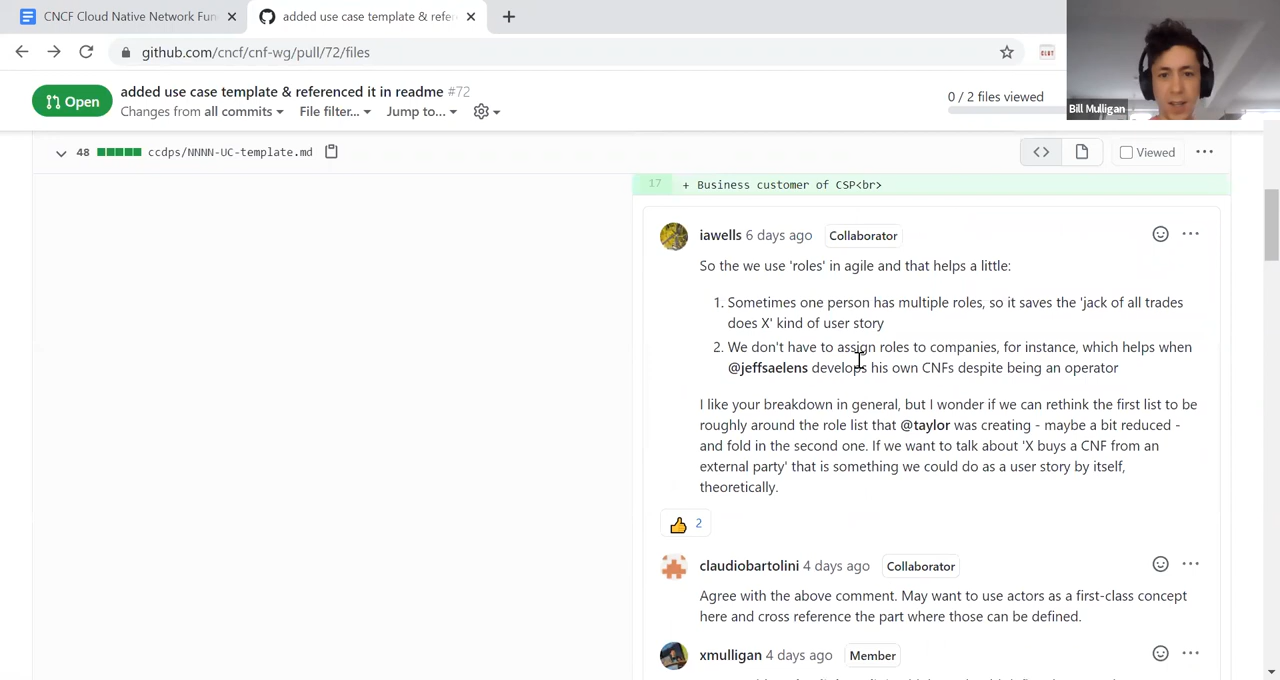 CNCF Cloud Native Network Fun
added use case template & refer
github.com/cncf/cnf-wg/pull/72/files
Bill Mulligan
Open
added use case template & referenced it in readme #72
Changes from all commits
File filter...
Jump to...
0 / 2 files viewed
48
ccdps/NNNN-UC-template.md
Viewed
17 + Business customer of CSP<br>
iawells 6 days ago Collaborator
So the we use 'roles' in agile and that helps a little:
1. Sometimes one person has multiple roles, so it saves the 'jack of all trades
does X' kind of user story
2. We don't have to assign roles to companies, for instance, which helps when
@jeffsaelens develops his own CNFs despite being an operator
I like your breakdown in general, but I wonder if we can rethink the first list to be
roughly around the role list that @taylor was creating - maybe a bit reduced -
and fold in the second one. If we want to talk about 'X buys a CNF from an
external party' that is something we could do as a user story by itself,
theoretically.
2
claudiobartolini 4 days ago Collaborator
Agree with the above comment. May want to use actors as a first-class concept
here and cross reference the part where those can be defined.
xmulligan 4 days ago Member